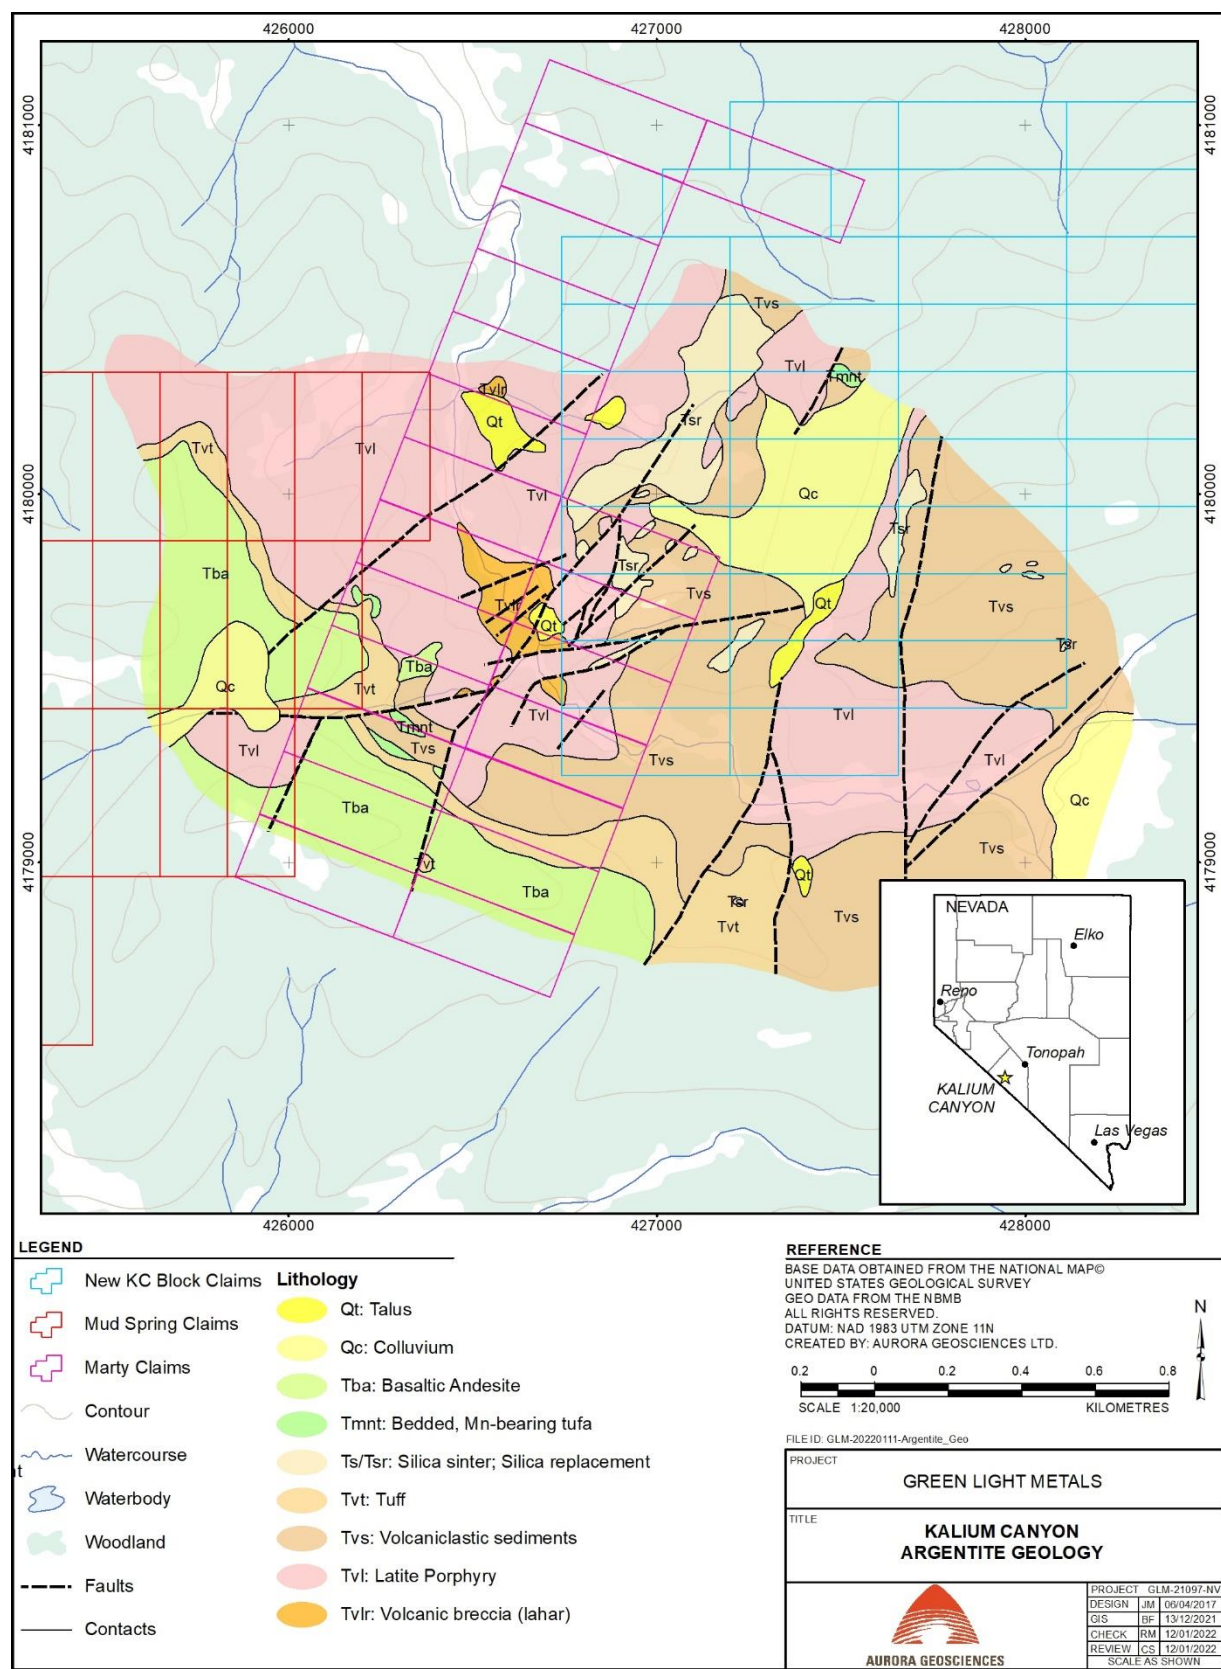 426000
427000
428000
4181000
4181000
Tvs
Tvl
Tmnt
Tvlr
Qt
Tsr
Tvt
Tvl
Tvl
Qc
4180000
4180000
Tsr
Tsr
Tba
Tvs
Tvs
Tvlr
Qt
Qt
Tsr
Tba
Qc
Tvt
Tvl
Tvl
Tmnt
Tvl
Tvs
Tvs
Tvl
Tba
Qc
4179000
4179000
Tvt
Tvs
Qt
Tba
Tsr
Tvt
Tvs
NEVADA
Elko
Reno
Tonopah
KALIUM
CANYON
Las Vegas
426000
427000
428000
LEGEND
New KC Block Claims
Mud Spring Claims
Marty Claims
Contour
Watercourse
Waterbody
Woodland
Faults
Contacts
Lithology
Qt: Talus
Qc: Colluvium
Tba: Basaltic Andesite
Tmnt: Bedded, Mn-bearing tufa
Ts/Tsr: Silica sinter; Silica replacement
Tvt: Tuff
Tvs: Volcaniclastic sediments
Tvl: Latite Porphyry
Tvlr: Volcanic breccia (lahar)
REFERENCE
BASE DATA OBTAINED FROM THE NATIONAL MAP©
UNITED STATES GEOLOGICAL SURVEY
GEO DATA FROM THE NBMB
ALL RIGHTS RESERVED.
DATUM: NAD 1983 UTM ZONE 11N
CREATED BY: AURORA GEOSCIENCES LTD.
N
0.2 0 0.2 0.4 0.6 0.8
SCALE 1:20,000 KILOMETRES
FILE ID: GLM-20220111-Argentite_Geo
PROJECT
GREEN LIGHT METALS
TITLE
KALIUM CANYON
ARGENTITE GEOLOGY
AURORA GEOSCIENCES
PROJECT GLM-21097-NV
DESIGN JM 06/04/2017
GIS BF 13/12/2021
CHECK RM 12/01/2022
REVIEW CS 12/01/2022
SCALE AS SHOWN